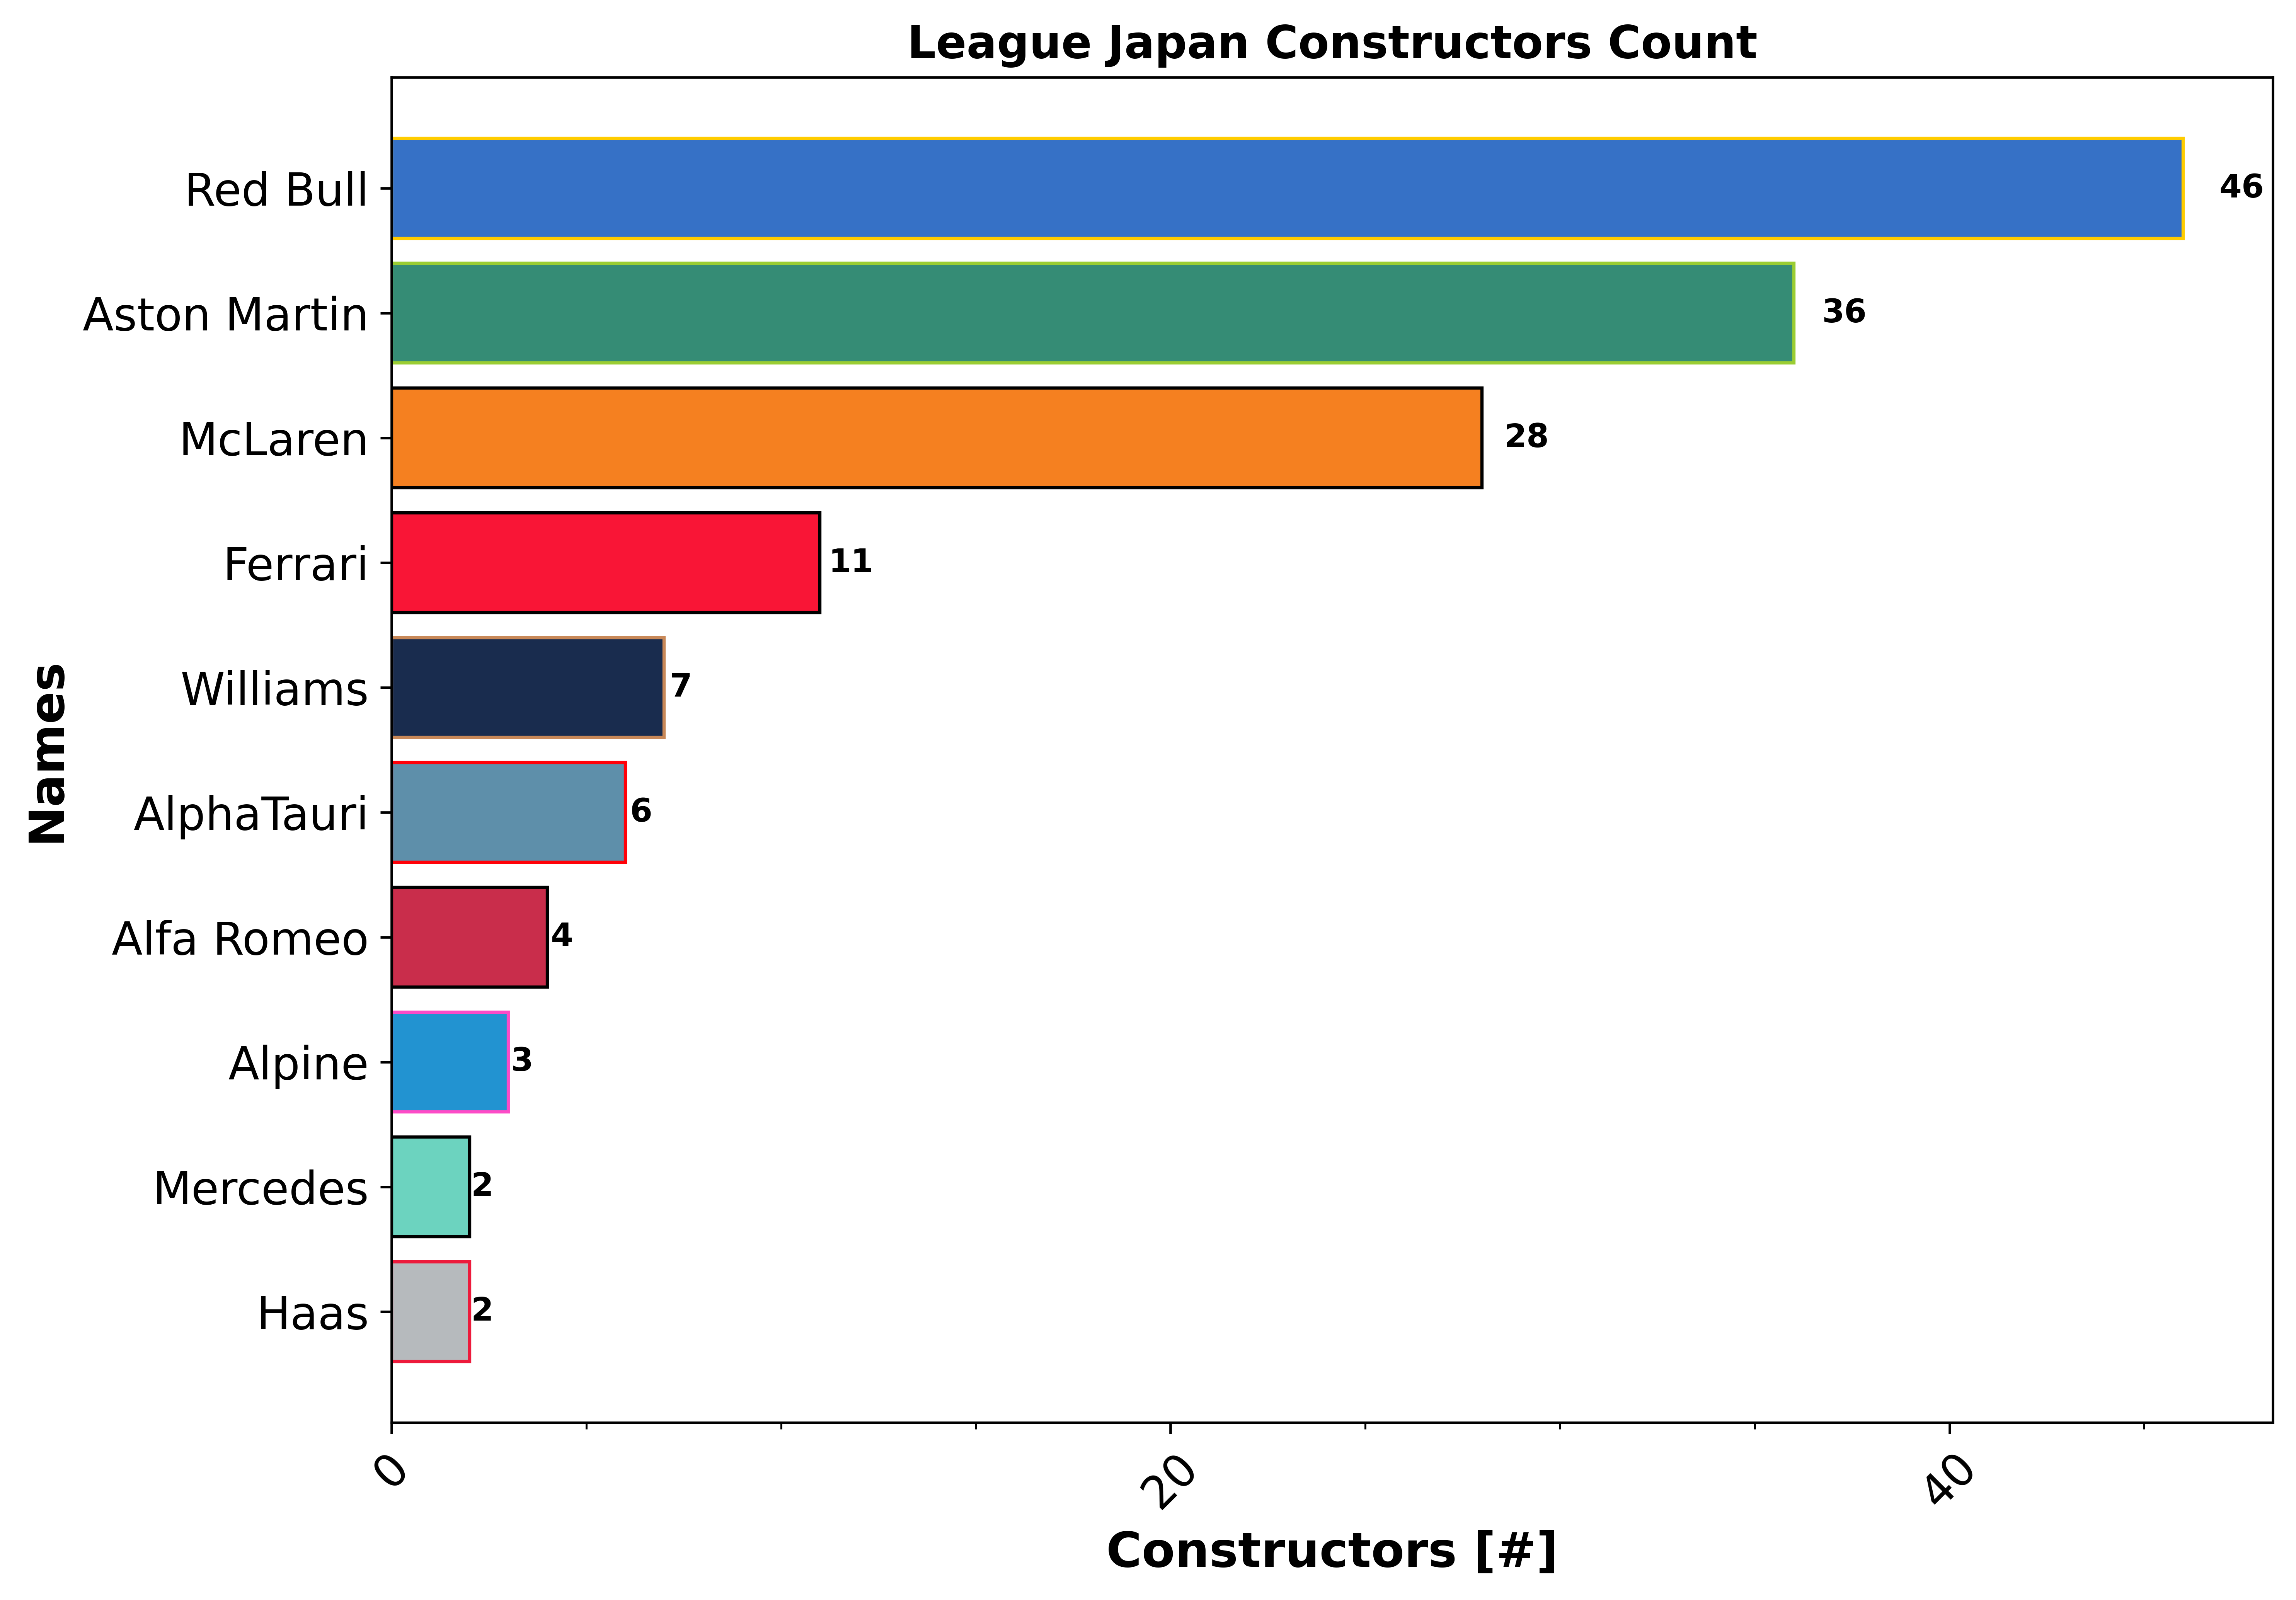 League Japan Constructors Count
Red Bull 46
Aston Martin 36
McLaren 28
Ferrari 11
Williams 7
AlphaTauri 6
Alfa Romeo 4
Alpine 3
Mercedes 2
Haas 2
Names
0 20 40
Constructors [#]